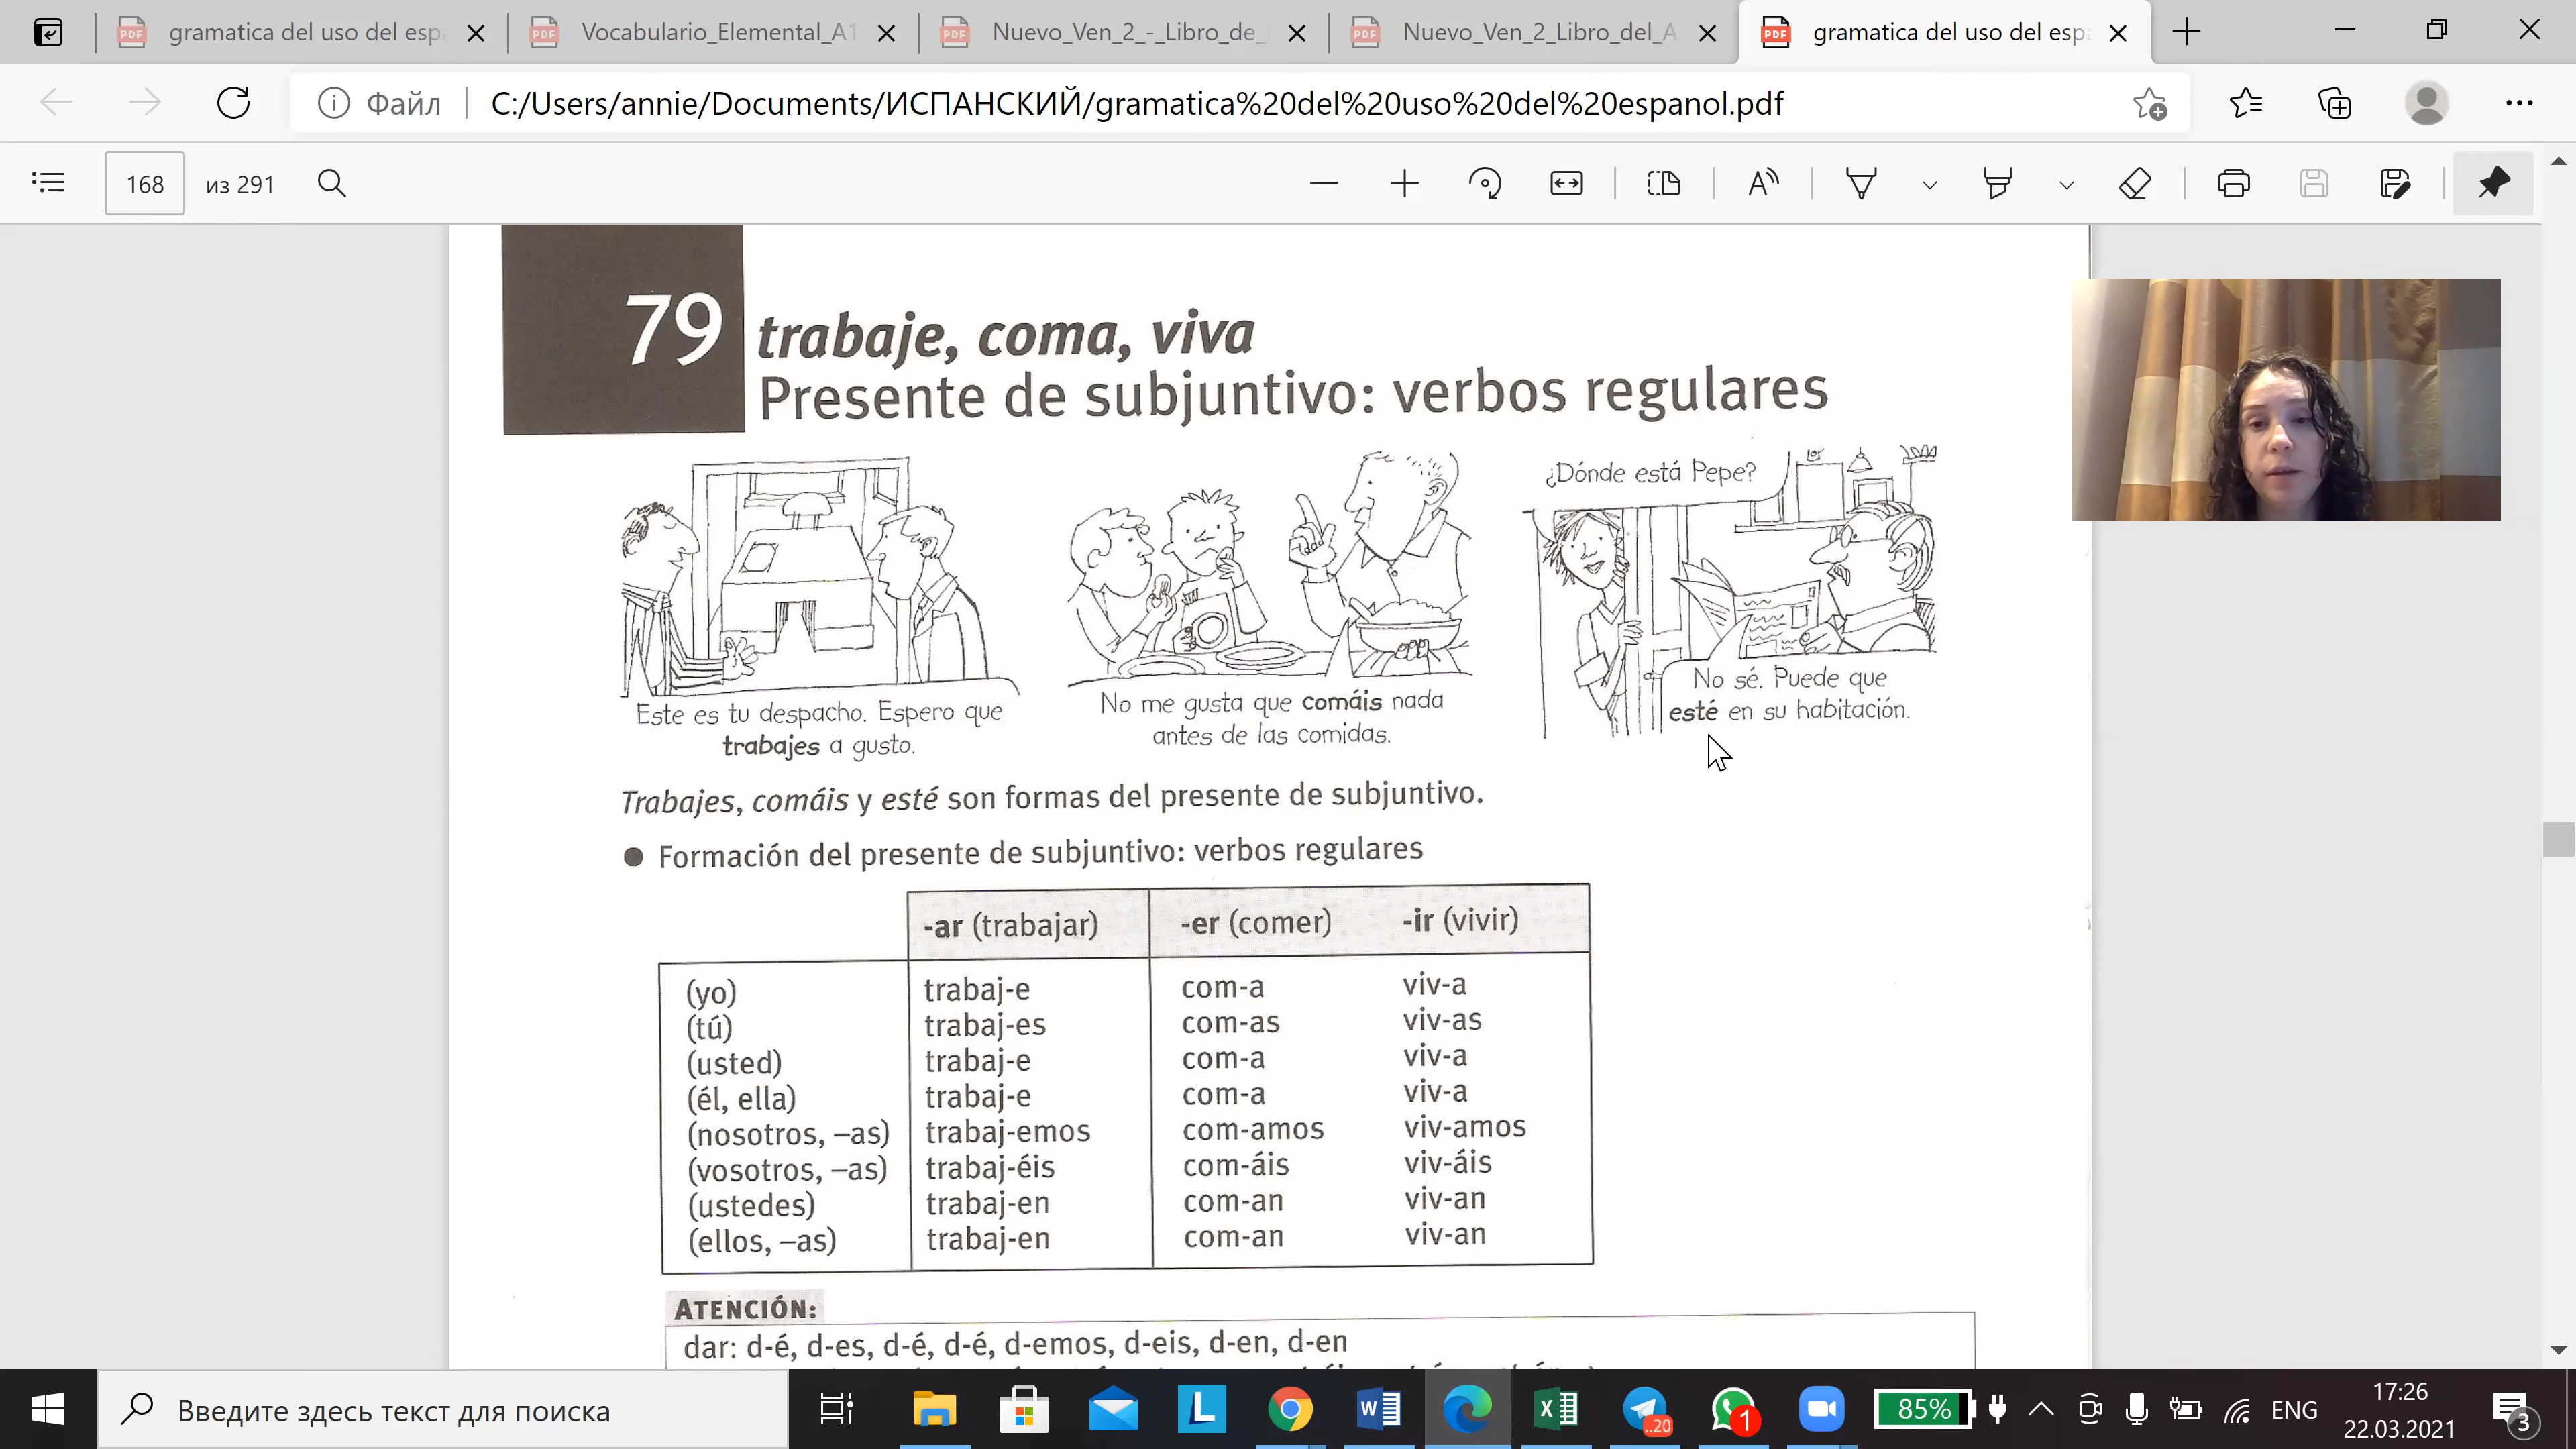 gramatica del uso del esp
Vocabulario_Elemental_A1
Nuevo_Ven_2_-_Libro_de_
Nuevo_Ven_2_Libro_del_A
gramatica del uso del espa
Файл
C:/Users/annie/Documents/ИСПАНСКИЙ/gramatica%20del%20uso%20del%20espanol.pdf
168 из 291
79
trabaje, coma, viva
Presente de subjuntivo: verbos regulares
Este es tu despacho. Espero que
trabajes a gusto.
No me gusta que comáis nada
antes de las comidas.
¿Dónde está Pepe?
No sé. Puede que
esté en su habitación.
Trabajes, comáis y esté son formas del presente de subjuntivo.
● Formación del presente de subjuntivo: verbos regulares
-ar (trabajar) -er (comer) -ir (vivir)
(yo) trabaj-e com-a viv-a
(tú) trabaj-es com-as viv-as
(usted) trabaj-e com-a viv-a
(él, ella) trabaj-e com-a viv-a
(nosotros, –as) trabaj-emos com-amos viv-amos
(vosotros, –as) trabaj-éis com-áis viv-áis
(ustedes) trabaj-en com-an viv-an
(ellos, –as) trabaj-en com-an viv-an
ATENCIÓN:
dar: d-é, d-es, d-é, d-é, d-emos, d-eis, d-en, d-en
Введите здесь текст для поиска
..20
1
85%
ENG
17:26
22.03.2021
3